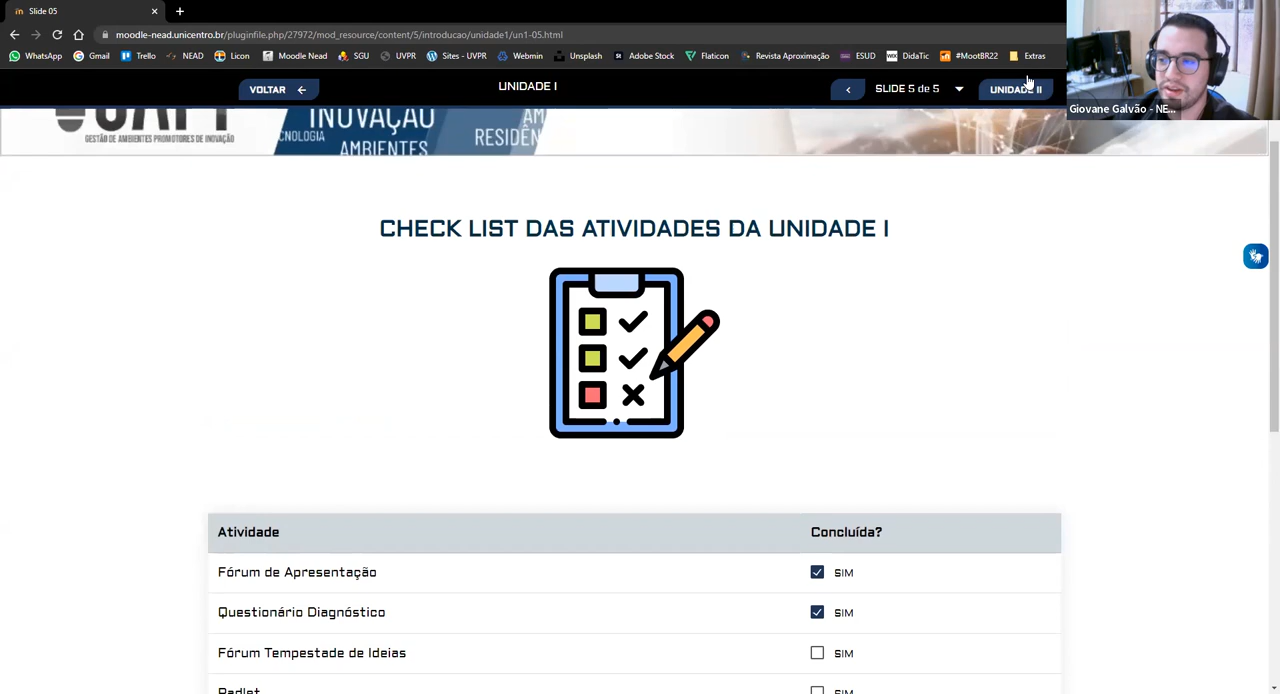 Slide 05
moodle-nead.unicentro.br/pluginfile.php/27972/mod_resource/content/5/introducao/unidade1/un1-05.html
WhatsApp Gmail Trello NEAD Licon Moodle Nead SGU UVPR Sites - UVPR Webmin Unsplash Adobe Stock Flaticon Revista Aproximação ESUD DidaTic #MootBR22 Extras
VOLTAR UNIDADE I SLIDE 5 de 5 UNIDADE II
Giovane Galvão - NE...
INOVAÇÃO
GESTÃO DE AMBIENTES PROMOTORES DE INOVAÇÃO
AMBIENTES
CHECK LIST DAS ATIVIDADES DA UNIDADE I
Atividade Concluída?
Fórum de Apresentação SIM
Questionário Diagnóstico SIM
Fórum Tempestade de Ideias SIM
Padlet SIM